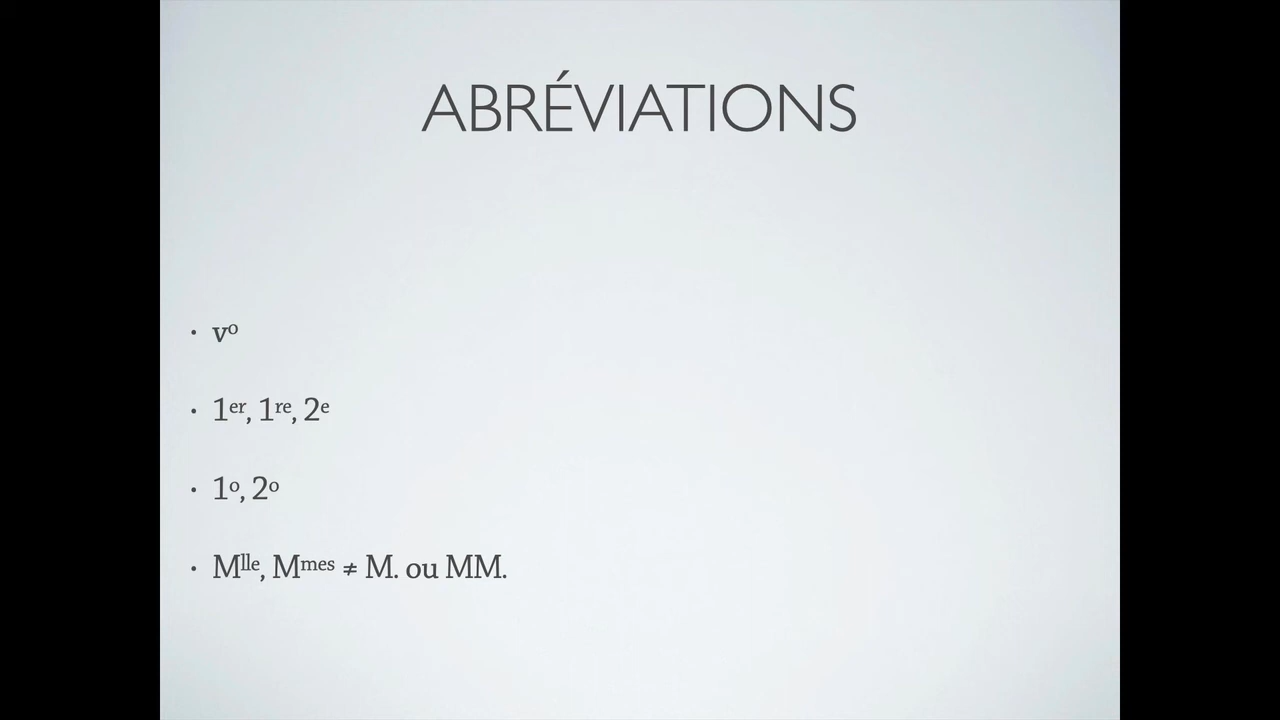 ABRÉVIATIONS
• vᵒ
• 1ᵉʳ, 1ʳᵉ, 2ᵉ
• 1ᵒ, 2ᵒ
• Mˡˡᵉ, Mᵐᵉˢ ≠ M. ou MM.